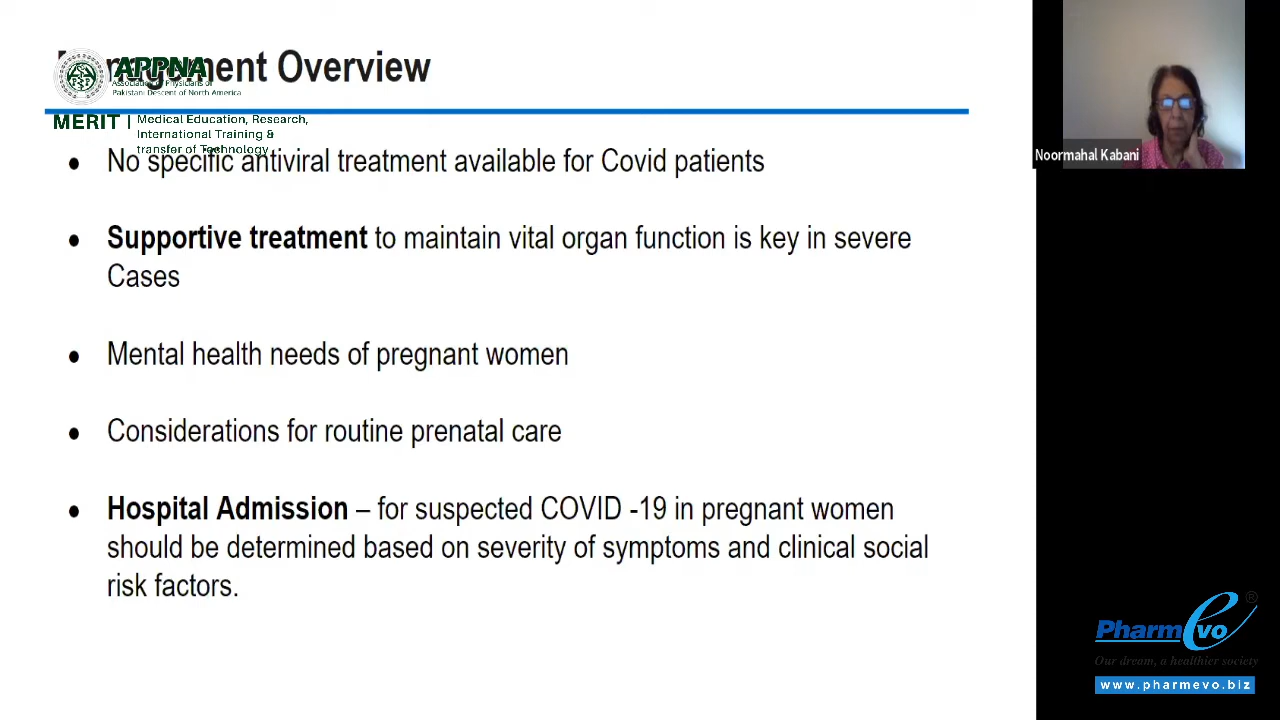 Management Overview
APPNA
Association of Physicians of
Pakistani Descent of North America
MERIT | Medical Education, Research,
International Training &
transfer of Technology
• No specific antiviral treatment available for Covid patients
• Supportive treatment to maintain vital organ function is key in severe
Cases
• Mental health needs of pregnant women
• Considerations for routine prenatal care
• Hospital Admission – for suspected COVID -19 in pregnant women
should be determined based on severity of symptoms and clinical social
risk factors.
Noormahal Kabani
PharmEvo ®
Our dream, a healthier society
www.pharmevo.biz